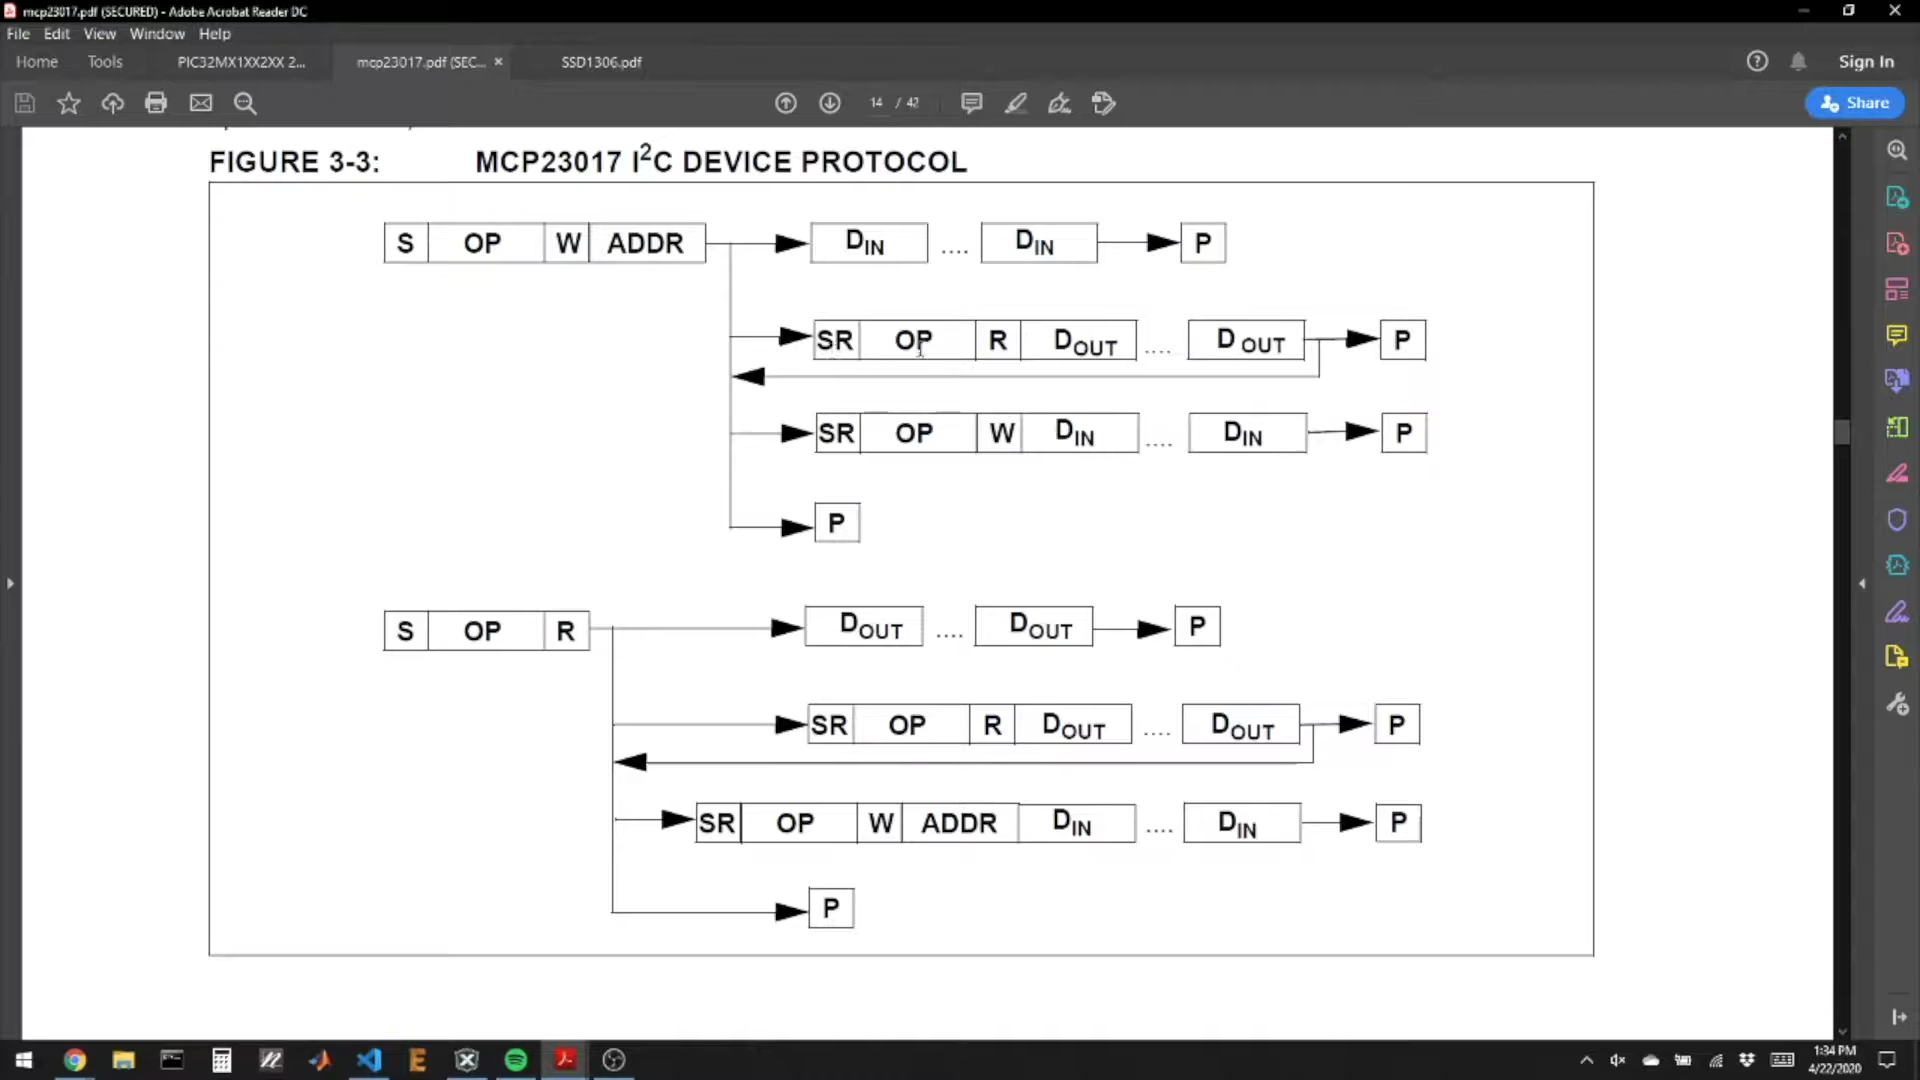 mcp23017.pdf (SECURED) - Adobe Acrobat Reader DC
File Edit View Window Help
Home Tools PIC32MX1XX2XX 2... mcp23017.pdf (SEC... × SSD1306.pdf Sign In
14 / 42 Share
FIGURE 3-3: MCP23017 I2C DEVICE PROTOCOL
S OP W ADDR DIN .... DIN P
SR OP R DOUT .... DOUT P
SR OP W DIN .... DIN P
P
S OP R DOUT .... DOUT P
SR OP R DOUT .... DOUT P
SR OP W ADDR DIN .... DIN P
P
1:34 PM
4/22/2020